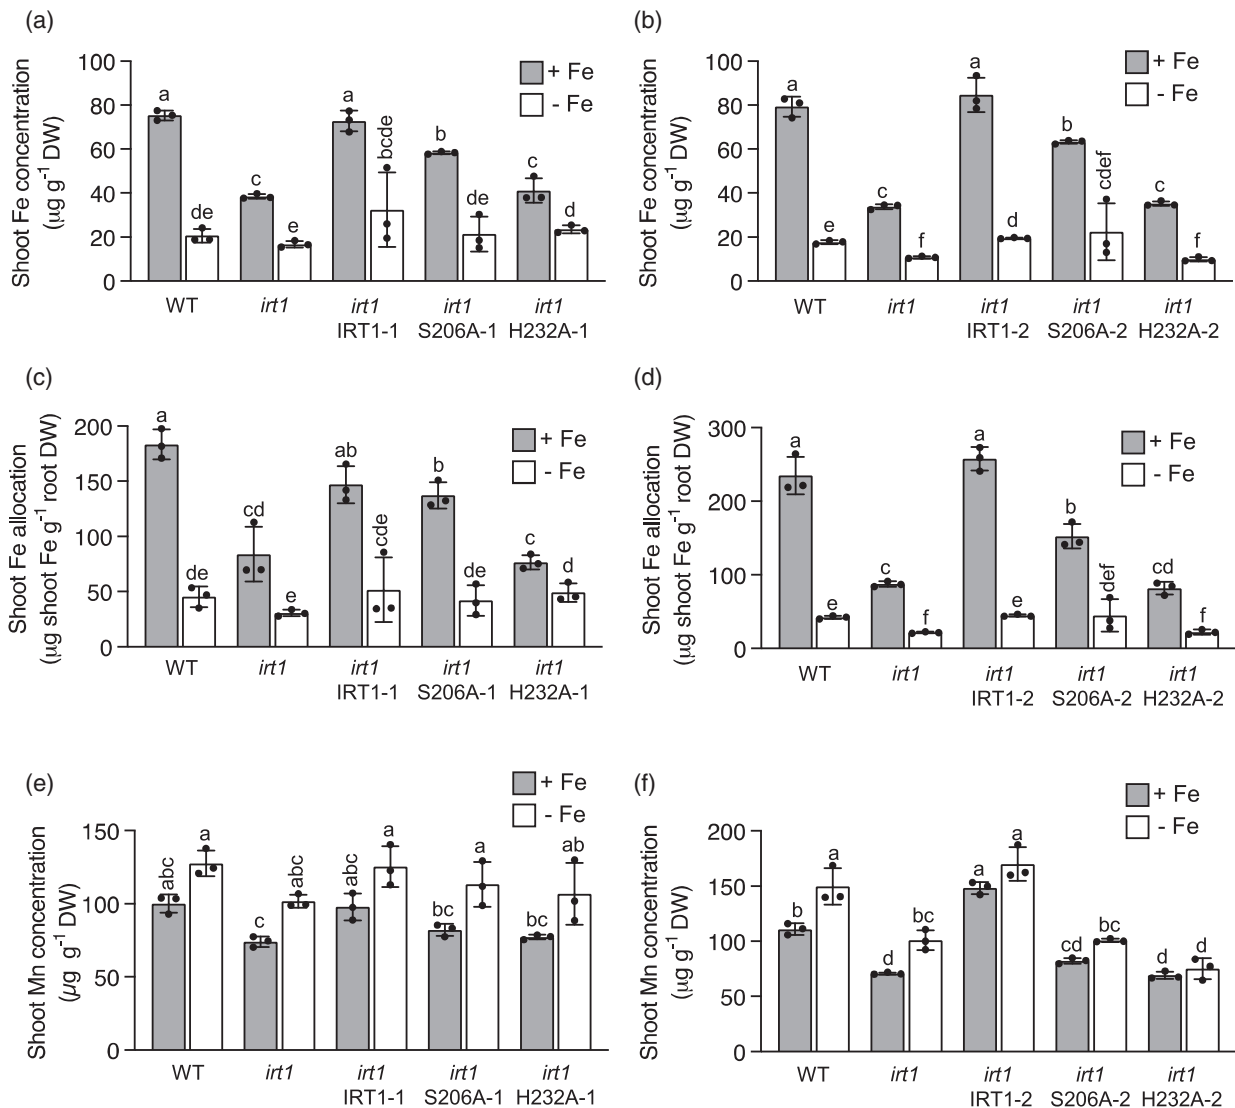 (a)
Shoot Fe concentration
(μg g⁻¹ DW)
100
80
60
40
20
0
+ Fe
- Fe
a
de
c
e
a
bcde
b
de
c
d
WT
irt1
irt1
IRT1-1
irt1
S206A-1
irt1
H232A-1
(b)
Shoot Fe concentration
(μg g⁻¹ DW)
100
80
60
40
20
0
+ Fe
- Fe
a
e
c
f
a
d
b
cdef
c
f
WT
irt1
irt1
IRT1-2
irt1
S206A-2
irt1
H232A-2
(c)
Shoot Fe allocation
(μg shoot Fe g⁻¹ root DW)
200
150
100
50
0
+ Fe
- Fe
a
de
cd
e
ab
cde
b
de
c
d
WT
irt1
irt1
IRT1-1
irt1
S206A-1
irt1
H232A-1
(d)
Shoot Fe allocation
(μg shoot Fe g⁻¹ root DW)
300
200
100
0
+ Fe
- Fe
a
e
c
f
a
e
b
def
cd
f
WT
irt1
irt1
IRT1-2
irt1
S206A-2
irt1
H232A-2
(e)
Shoot Mn concentration
(μg g⁻¹ DW)
150
100
50
0
+ Fe
- Fe
abc
a
c
abc
abc
a
bc
a
bc
ab
WT
irt1
irt1
IRT1-1
irt1
S206A-1
irt1
H232A-1
(f)
Shoot Mn concentration
(μg g⁻¹ DW)
200
150
100
50
0
+ Fe
- Fe
b
a
d
bc
a
a
cd
bc
d
d
WT
irt1
irt1
IRT1-2
irt1
S206A-2
irt1
H232A-2